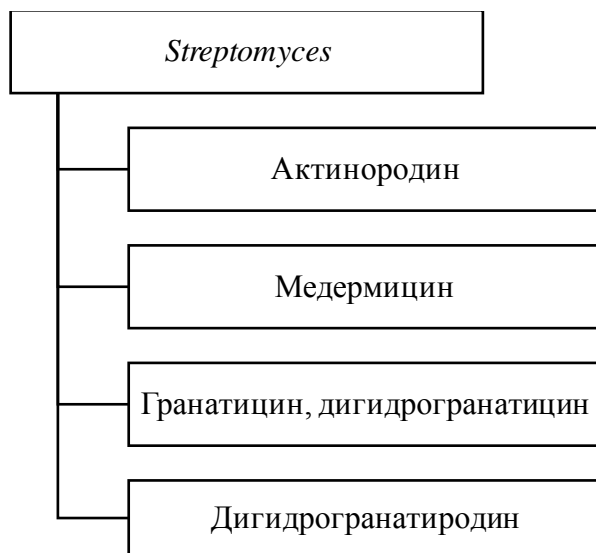 Streptomyces
Актинородин
Медермицин
Гранатицин, дигидрогранатицин
Дигидрогранатиродин